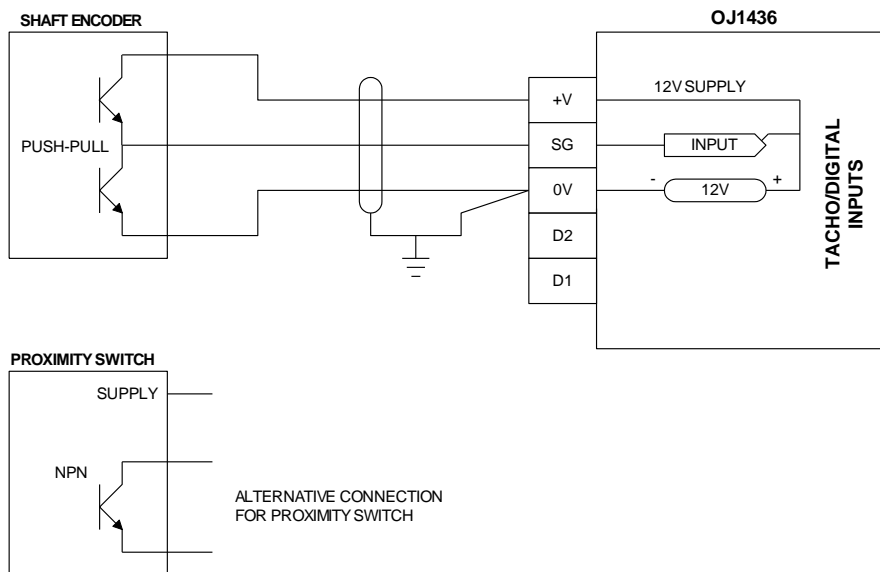 SHAFT ENCODER
OJ1436
+V
12V SUPPLY
PUSH-PULL
SG
INPUT
0V
-
12V
+
D2
D1
TACHO/DIGITAL
INPUTS
PROXIMITY SWITCH
SUPPLY
NPN
ALTERNATIVE CONNECTION
FOR PROXIMITY SWITCH